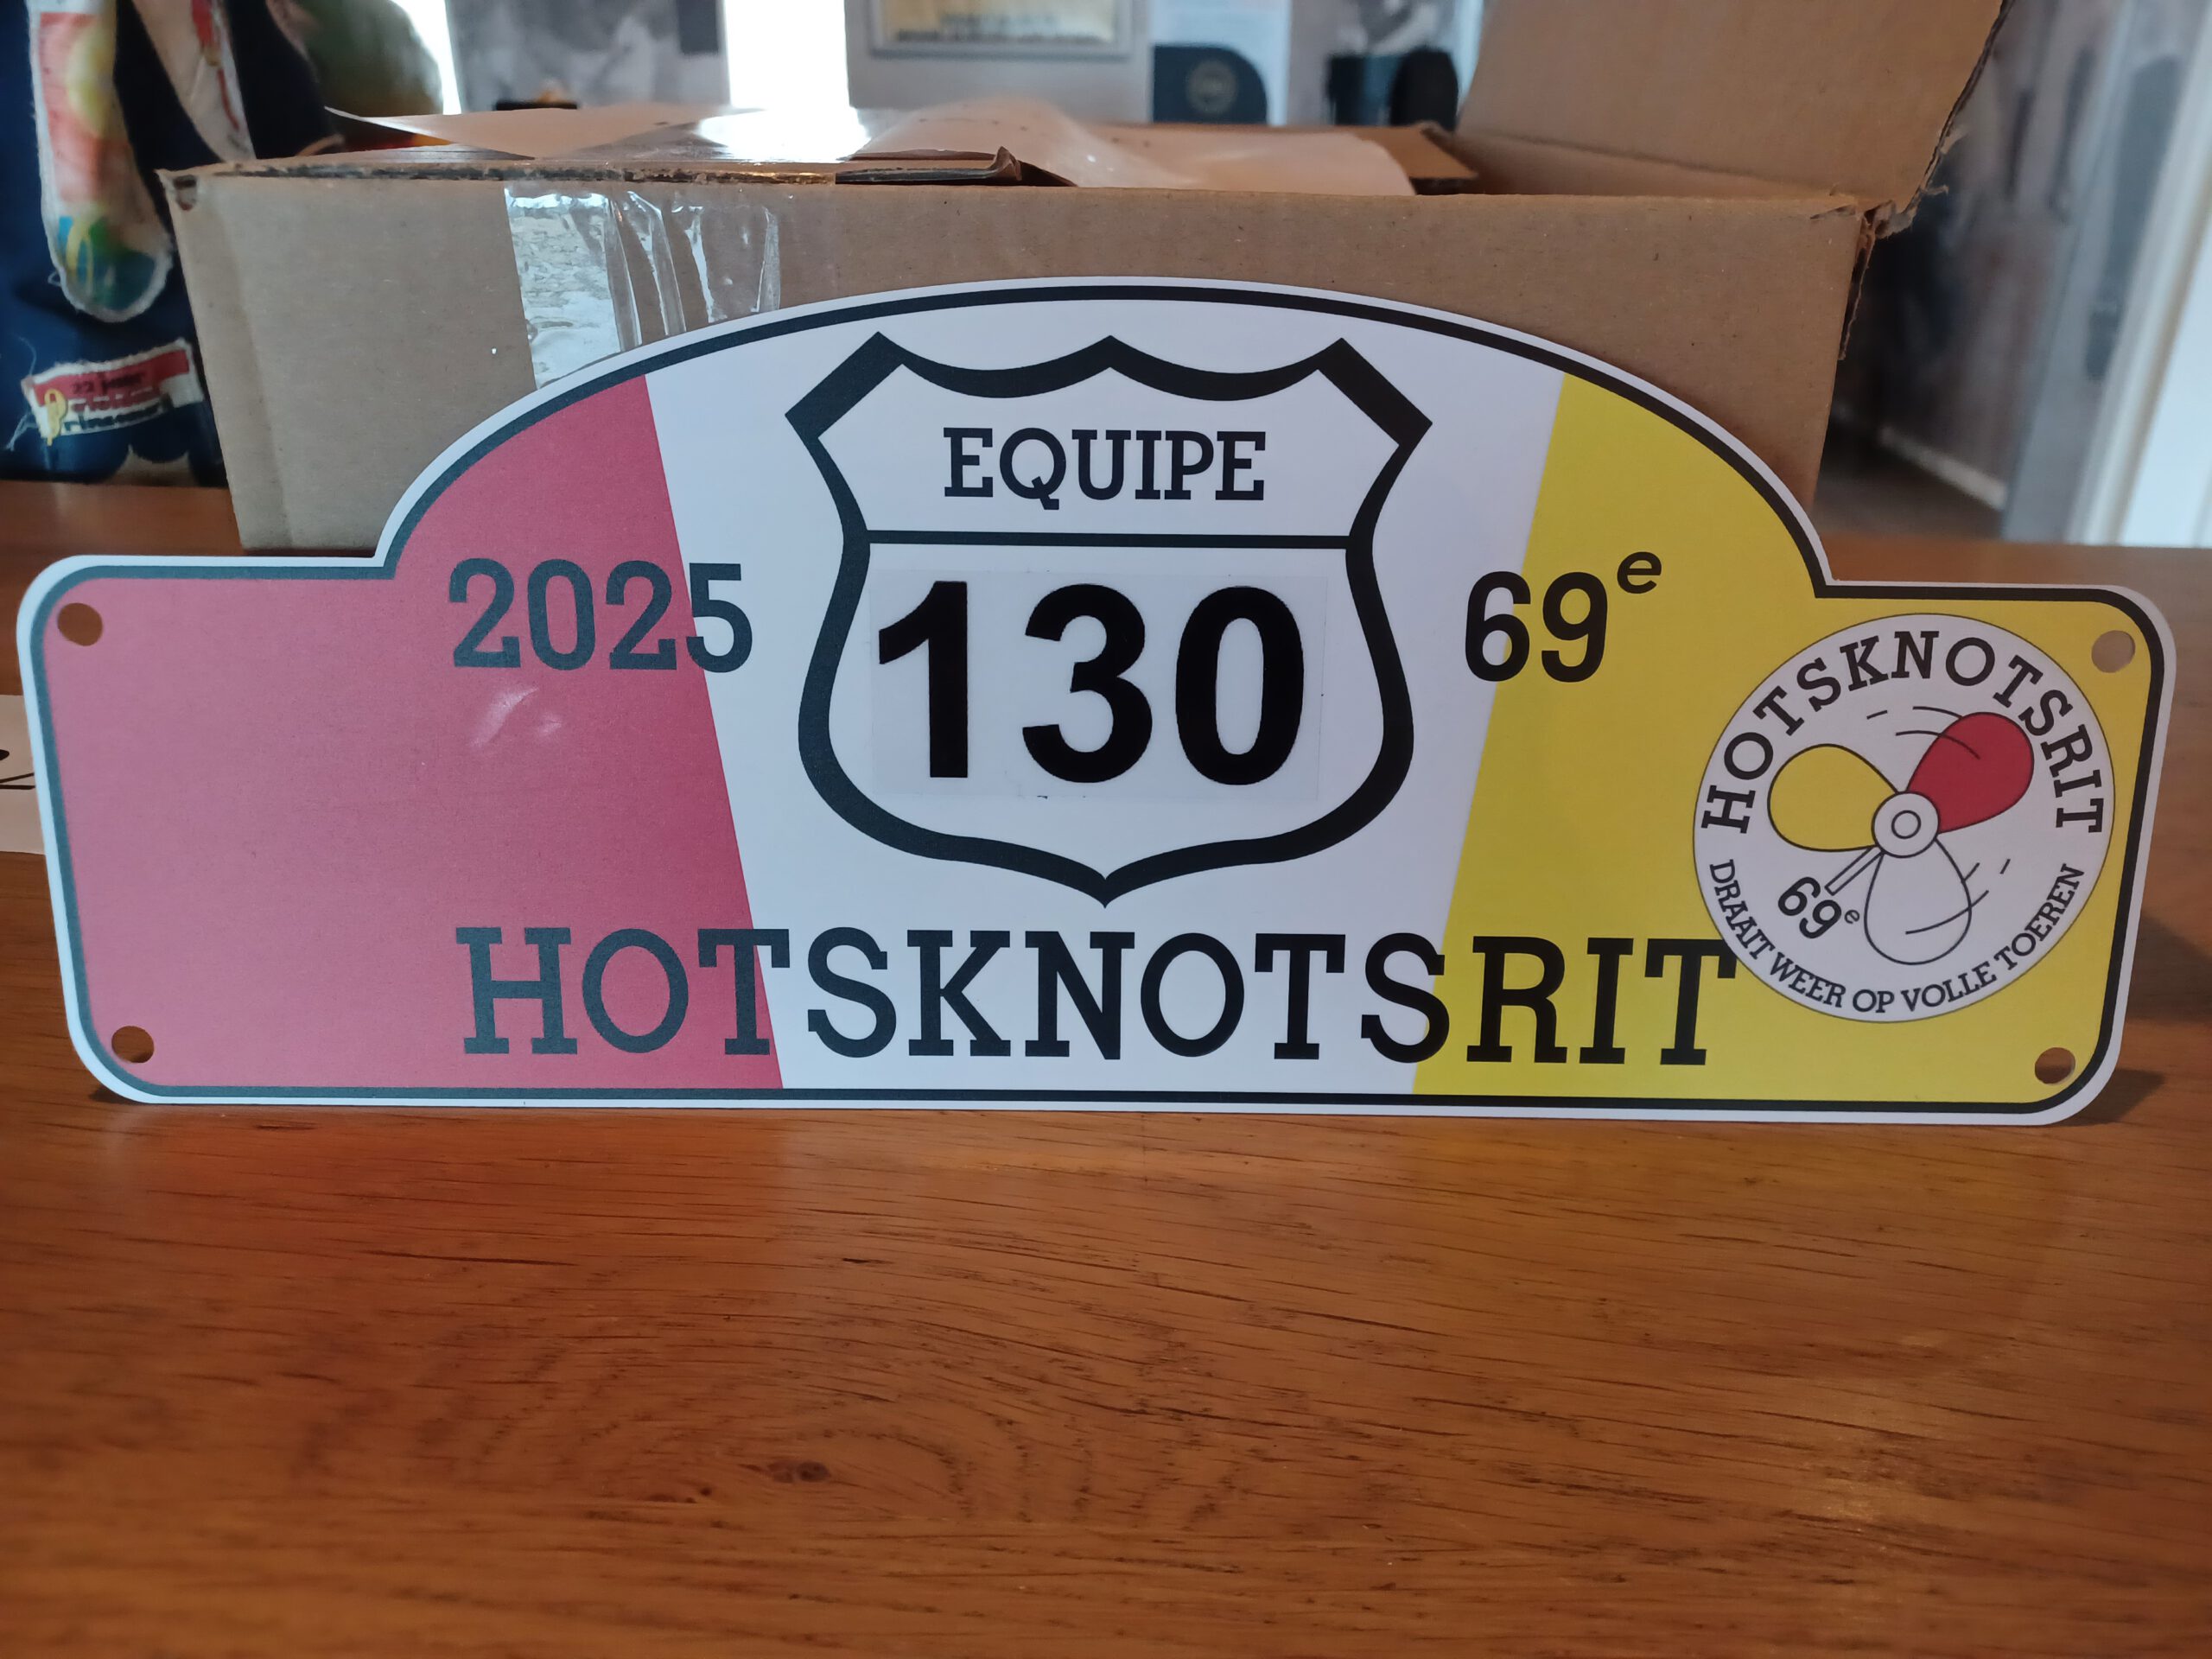 EQUIPE
2025
130
69e
HOTSKNOTSRIT
HOTSKNOTSRIT
69e
DRAAIT WEER OP VOLLE TOEREN